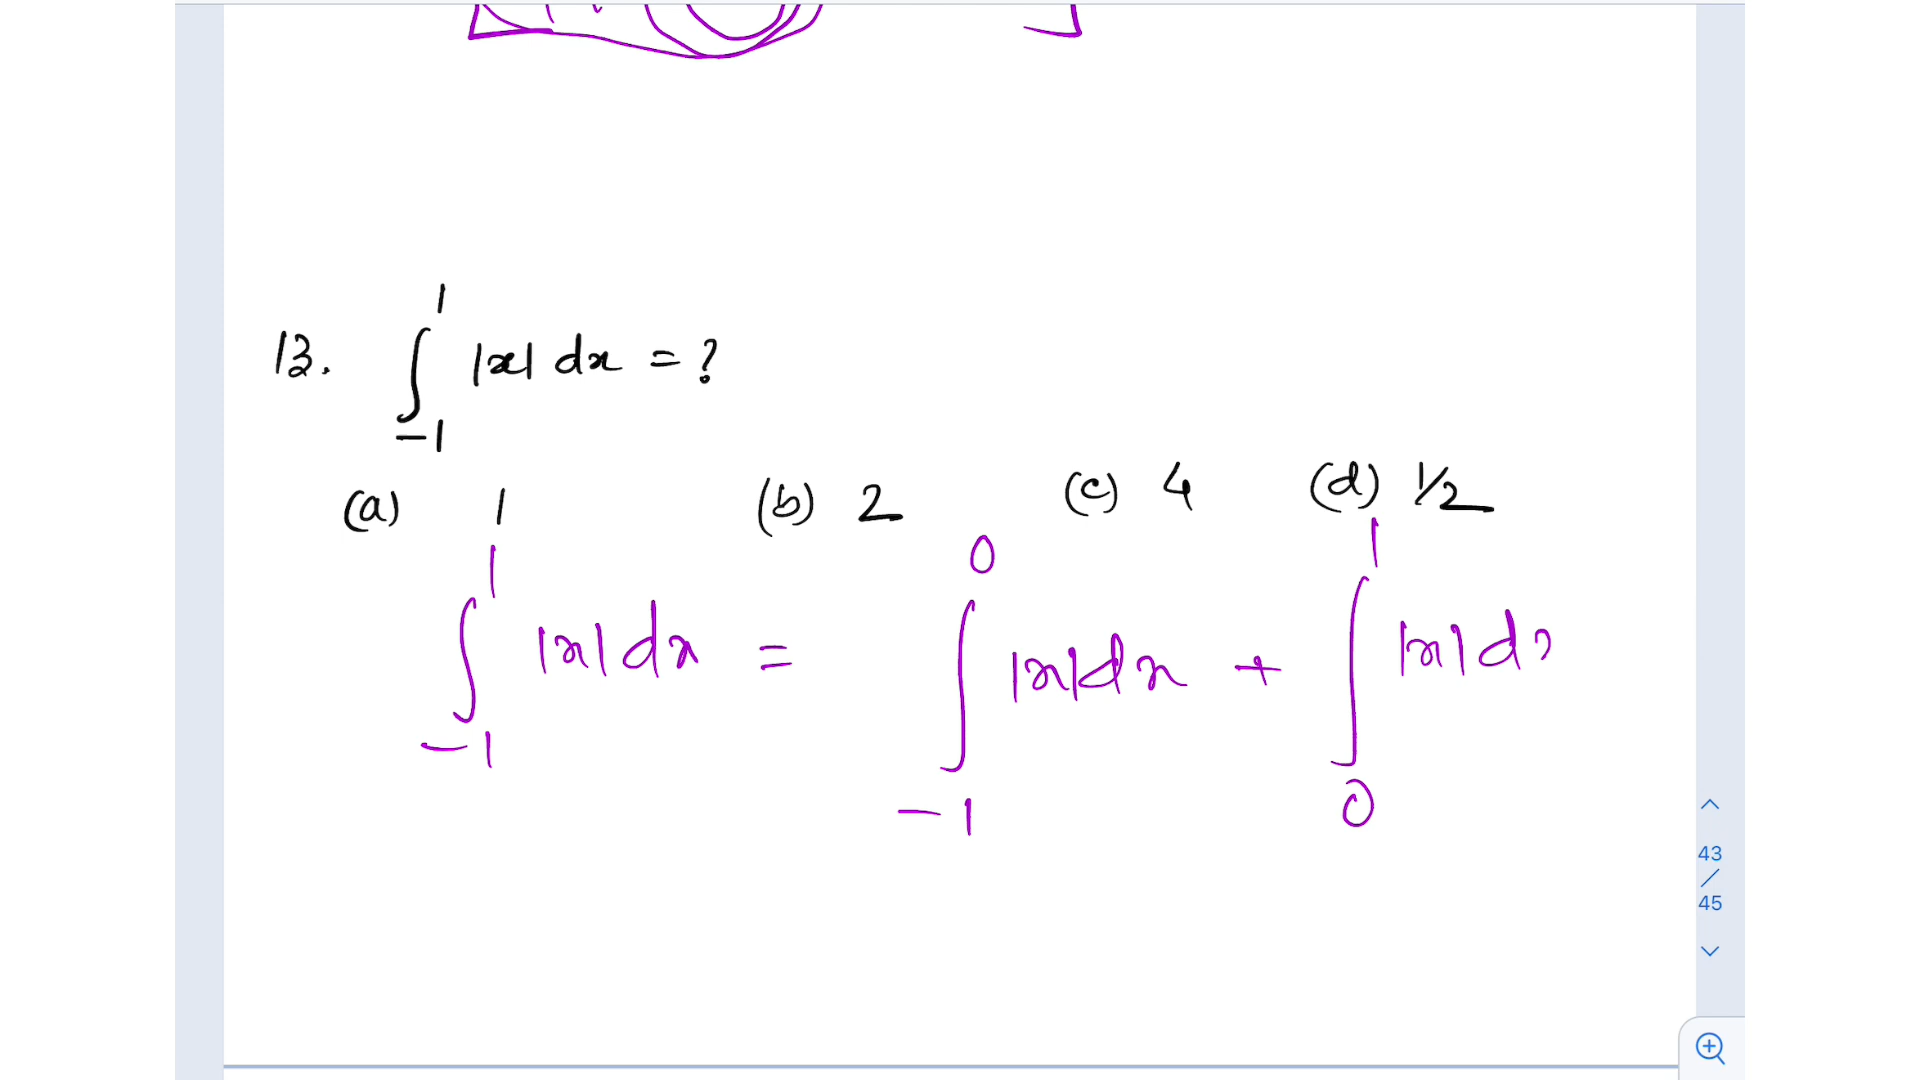 13. ∫_{-1}^{1} |x| dx = ?
(a) 1 (b) 2 (c) 4 (d) 1/2
∫_{-1}^{1} |x| dx = ∫_{-1}^{0} |x| dx + ∫_{0}^{1} |x| d
43
/
45